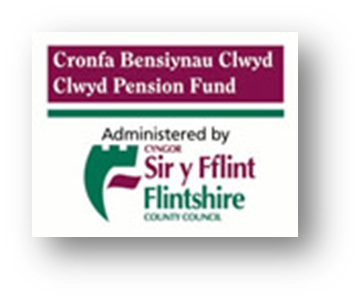 Cronfa Bensiynau Clwyd
Clwyd Pension Fund
Administered by
CYNGOR
Sir y Fflint
Flintshire
COUNTY COUNCIL